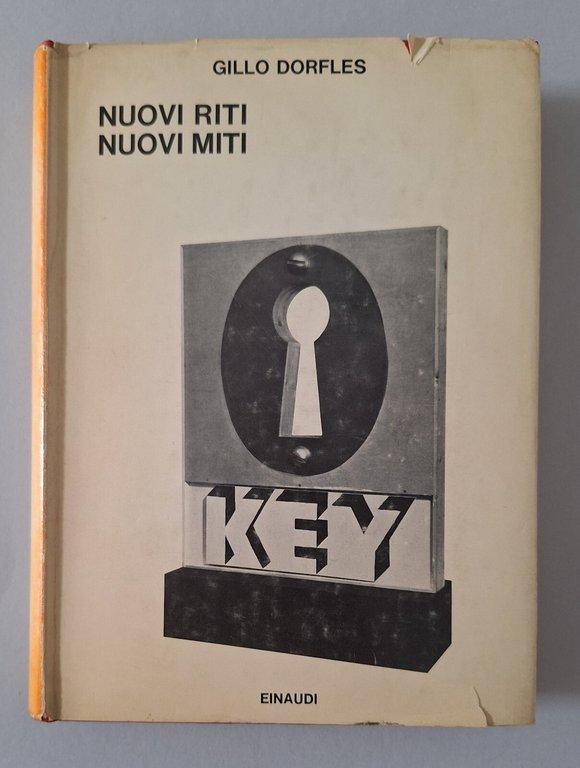 GILLO DORFLES
NUOVI RITI
NUOVI MITI
KEY
EINAUDI